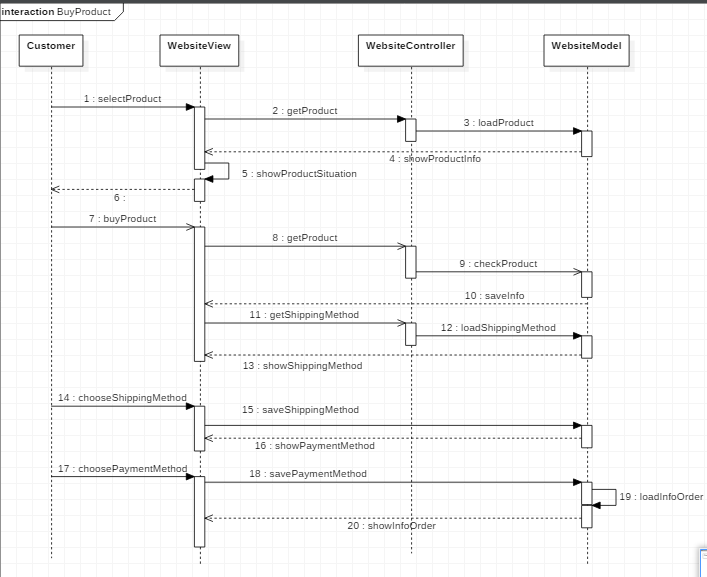 interaction BuyProduct
Customer
WebsiteView
WebsiteController
WebsiteModel
1 : selectProduct
2 : getProduct
3 : loadProduct
4 : showProductInfo
5 : showProductSituation
6 :
7 : buyProduct
8 : getProduct
9 : checkProduct
10 : saveInfo
11 : getShippingMethod
12 : loadShippingMethod
13 : showShippingMethod
14 : chooseShippingMethod
15 : saveShippingMethod
16 : showPaymentMethod
17 : choosePaymentMethod
18 : savePaymentMethod
19 : loadInfoOrder
20 : showInfoOrder